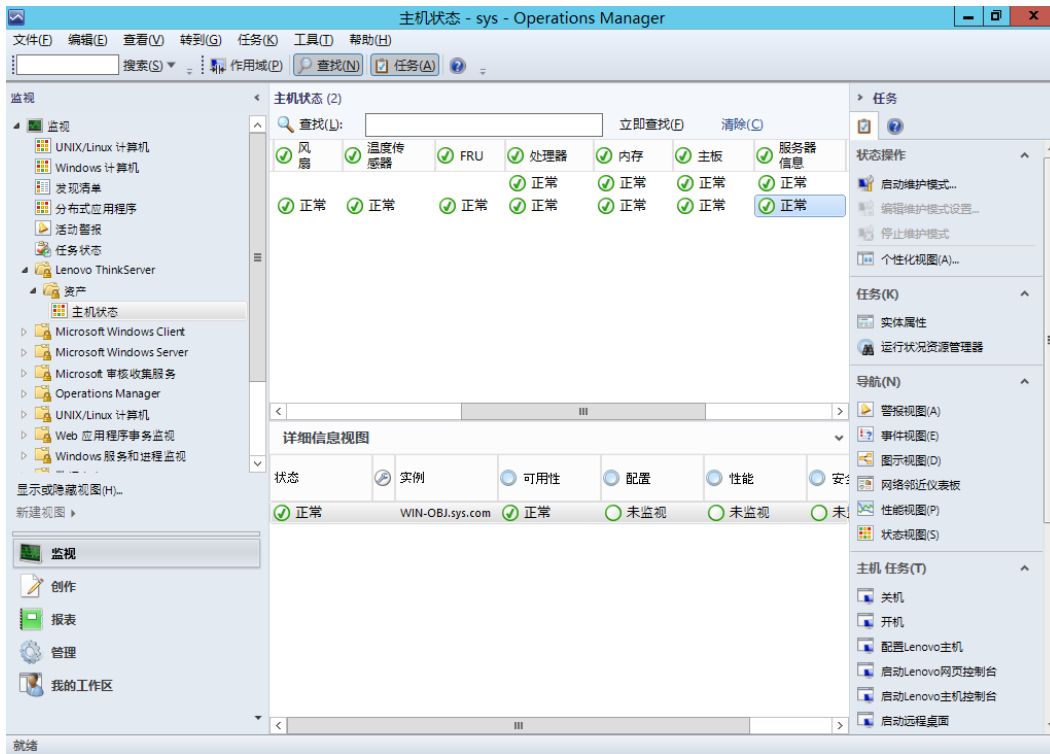 主机状态 - sys - Operations Manager
文件(F) 编辑(E) 查看(V) 转到(G) 任务(K) 工具(T) 帮助(H)
搜索(S) 作用域(P) 查找(N) 任务(A)
监视
监视
UNIX/Linux 计算机
Windows 计算机
发现清单
分布式应用程序
活动警报
任务状态
Lenovo ThinkServer
资产
主机状态
Microsoft Windows Client
Microsoft Windows Server
Microsoft 审核收集服务
Operations Manager
UNIX/Linux 计算机
Web 应用程序事务监视
Windows 服务和进程监视
显示或隐藏视图(H)...
新建视图
监视
创作
报表
管理
我的工作区
就绪
主机状态 (2)
查找(L): 立即查找(F) 清除(C)
风扇 温度传感器 FRU 处理器 内存 主板 服务器信息
正常 正常 正常 正常
正常 正常 正常 正常 正常 正常 正常
详细信息视图
状态 实例 可用性 配置 性能 安全
正常 WIN-OBJ.sys.com 正常 未监视 未监视 未
任务
状态操作
启动维护模式...
编辑维护模式设置...
停止维护模式
个性化视图(A)...
任务(K)
实体属性
运行状况资源管理器
导航(N)
警报视图(A)
事件视图(E)
图示视图(D)
网络邻近仪表板
性能视图(P)
状态视图(S)
主机 任务(T)
关机
开机
配置Lenovo主机
启动Lenovo网页控制台
启动Lenovo主机控制台
启动远程桌面